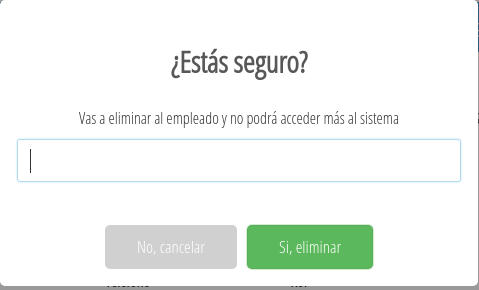 ¿Estás seguro?
Vas a eliminar al empleado y no podrá acceder más al sistema
No, cancelar
Si, eliminar